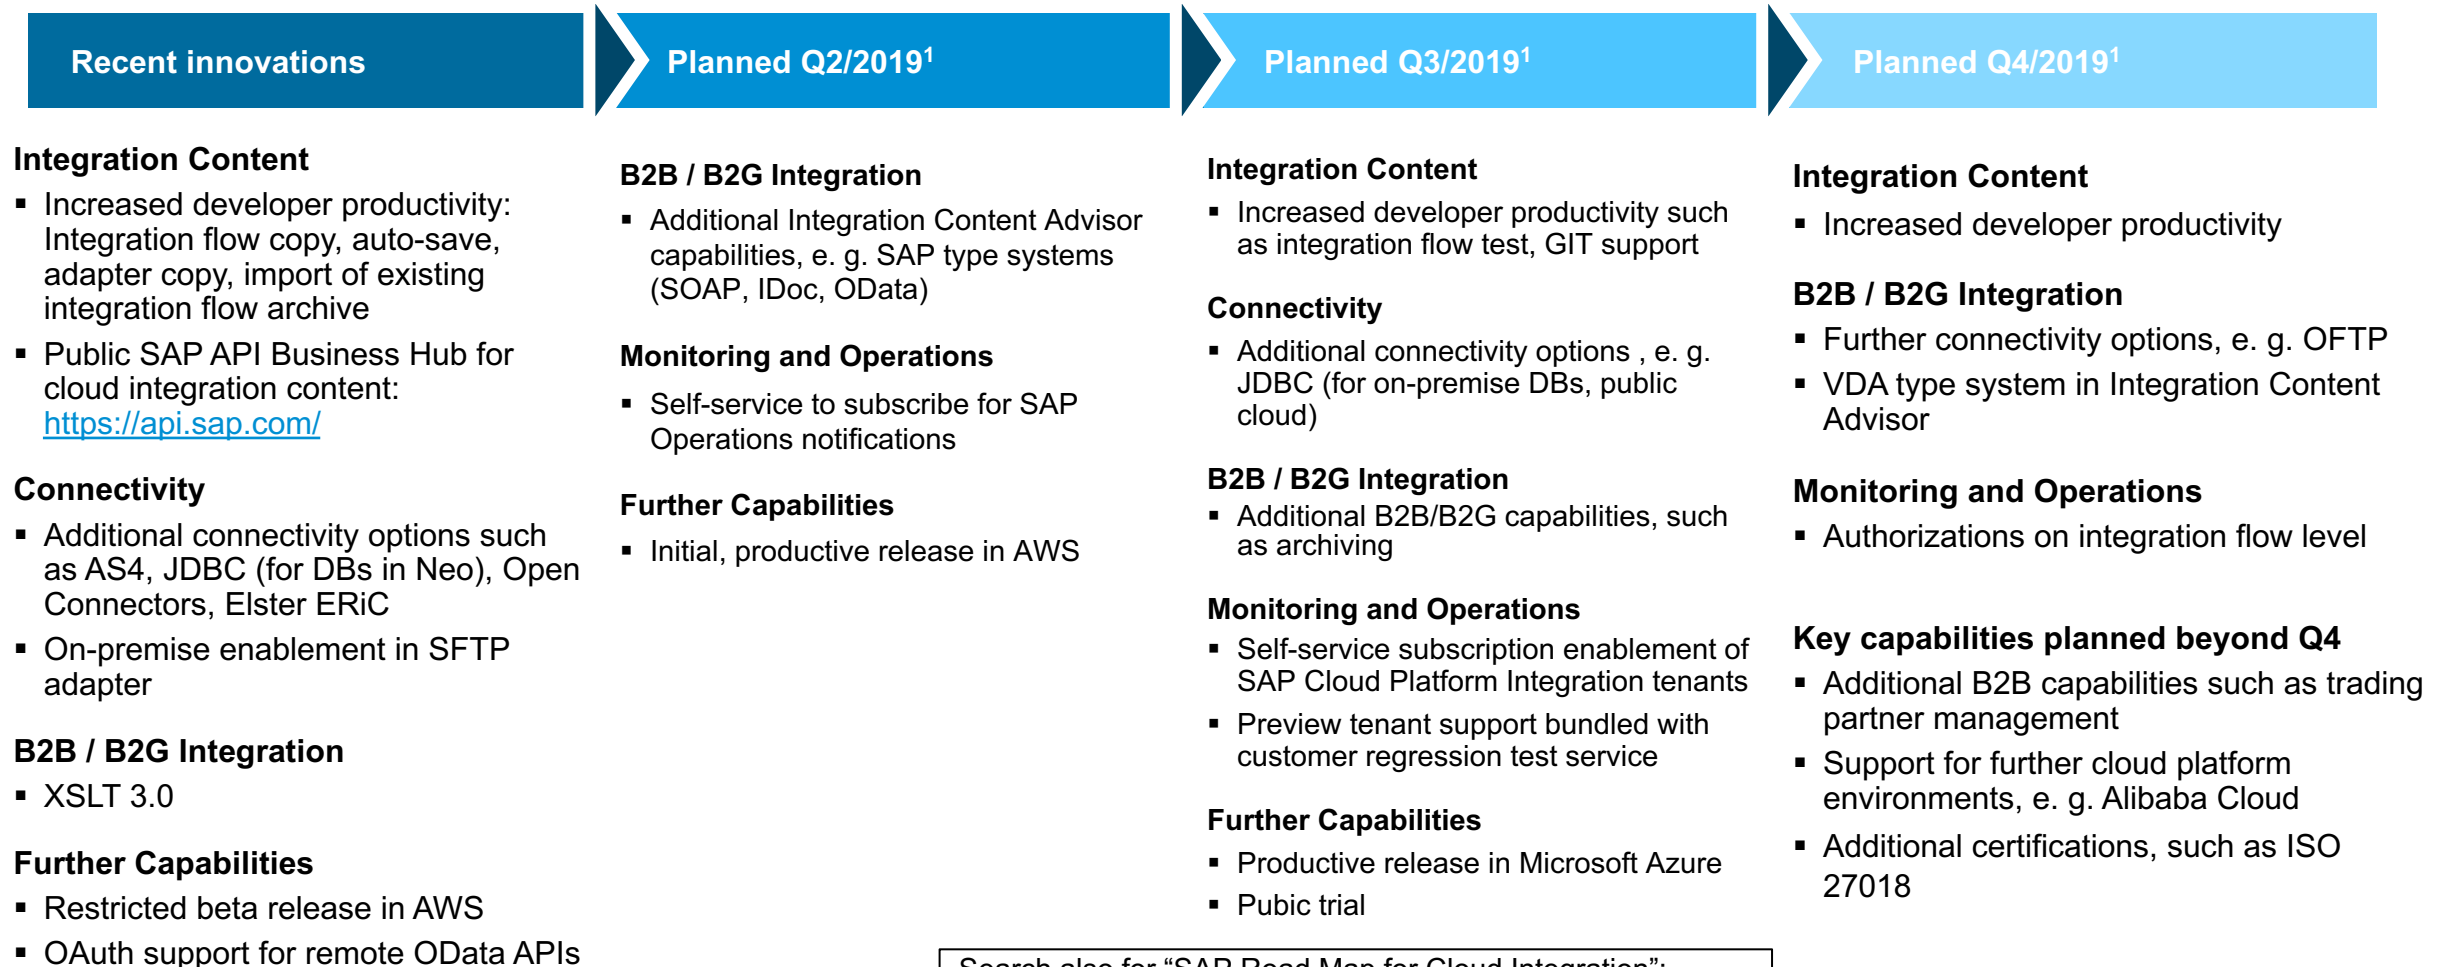 Recent innovations
Planned Q2/2019¹
Planned Q3/2019¹
Planned Q4/2019¹
Integration Content
▪ Increased developer productivity:
Integration flow copy, auto-save,
adapter copy, import of existing
integration flow archive
▪ Public SAP API Business Hub for
cloud integration content:
https://api.sap.com/
Connectivity
▪ Additional connectivity options such
as AS4, JDBC (for DBs in Neo), Open
Connectors, Elster ERiC
▪ On-premise enablement in SFTP
adapter
B2B / B2G Integration
▪ XSLT 3.0
Further Capabilities
▪ Restricted beta release in AWS
▪ OAuth support for remote OData APIs
B2B / B2G Integration
▪ Additional Integration Content Advisor
capabilities, e. g. SAP type systems
(SOAP, IDoc, OData)
Monitoring and Operations
▪ Self-service to subscribe for SAP
Operations notifications
Further Capabilities
▪ Initial, productive release in AWS
Integration Content
▪ Increased developer productivity such
as integration flow test, GIT support
Connectivity
▪ Additional connectivity options , e. g.
JDBC (for on-premise DBs, public
cloud)
B2B / B2G Integration
▪ Additional B2B/B2G capabilities, such
as archiving
Monitoring and Operations
▪ Self-service subscription enablement of
SAP Cloud Platform Integration tenants
▪ Preview tenant support bundled with
customer regression test service
Further Capabilities
▪ Productive release in Microsoft Azure
▪ Pubic trial
Integration Content
▪ Increased developer productivity
B2B / B2G Integration
▪ Further connectivity options, e. g. OFTP
▪ VDA type system in Integration Content
Advisor
Monitoring and Operations
▪ Authorizations on integration flow level
Key capabilities planned beyond Q4
▪ Additional B2B capabilities such as trading
partner management
▪ Support for further cloud platform
environments, e. g. Alibaba Cloud
▪ Additional certifications, such as ISO
27018
Search also for “SAP Road Map for Cloud Integration”: